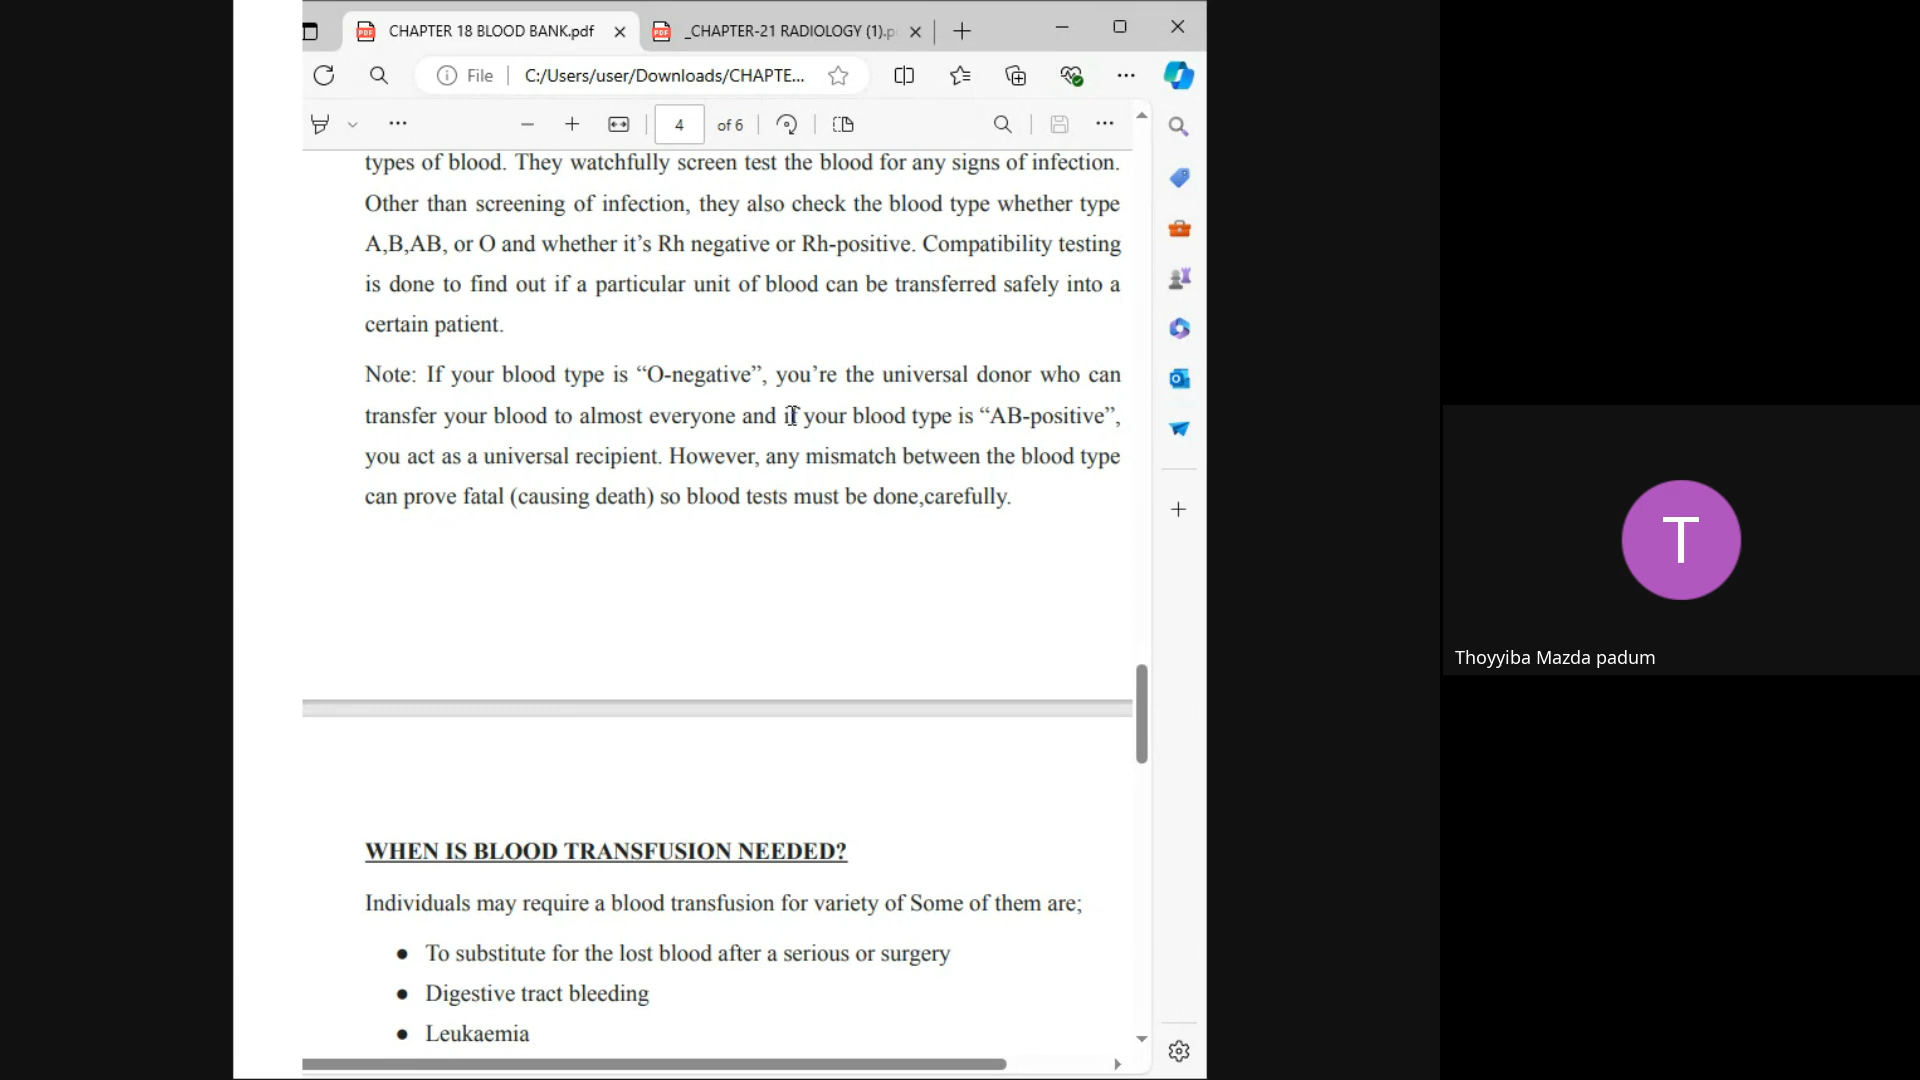 CHAPTER 18 BLOOD BANK.pdf
_CHAPTER-21 RADIOLOGY (1).p
File
C:/Users/user/Downloads/CHAPTE...
4 of 6
types of blood. They watchfully screen test the blood for any signs of infection.
Other than screening of infection, they also check the blood type whether type
A,B,AB, or O and whether it’s Rh negative or Rh-positive. Compatibility testing
is done to find out if a particular unit of blood can be transferred safely into a
certain patient.
Note: If your blood type is “O-negative”, you’re the universal donor who can
transfer your blood to almost everyone and if your blood type is “AB-positive”,
you act as a universal recipient. However, any mismatch between the blood type
can prove fatal (causing death) so blood tests must be done,carefully.
WHEN IS BLOOD TRANSFUSION NEEDED?
Individuals may require a blood transfusion for variety of Some of them are;
● To substitute for the lost blood after a serious or surgery
● Digestive tract bleeding
● Leukaemia
T
Thoyyiba Mazda padum